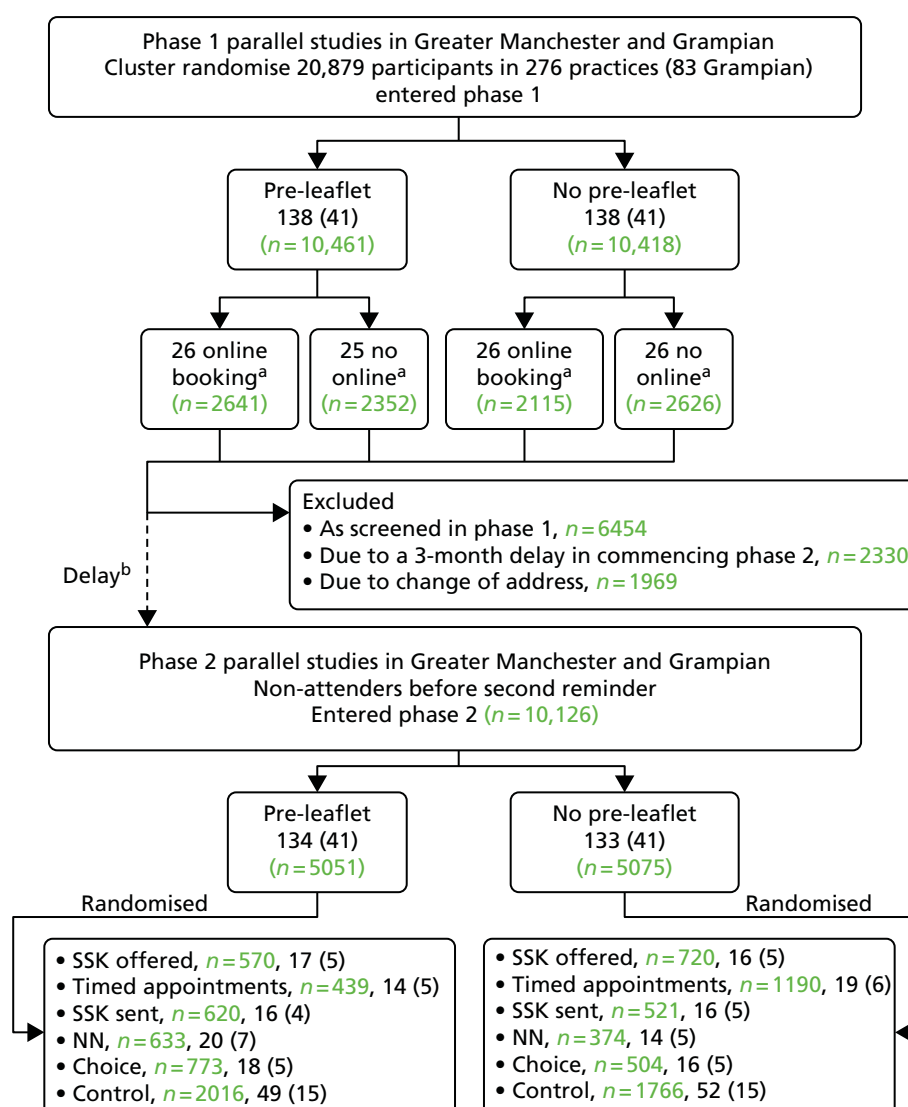 Phase 1 parallel studies in Greater Manchester and Grampian
Cluster randomise 20,879 participants in 276 practices (83 Grampian)
entered phase 1
Pre-leaflet
138 (41)
(n=10,461)
No pre-leaflet
138 (41)
(n=10,418)
26 online
booking^a
(n=2641)
25 no
online^a
(n=2352)
26 online
booking^a
(n=2115)
26 no
online^a
(n=2626)
Excluded
• As screened in phase 1, n=6454
• Due to a 3-month delay in commencing phase 2, n=2330
• Due to change of address, n=1969
Delay^b
Phase 2 parallel studies in Greater Manchester and Grampian
Non-attenders before second reminder
Entered phase 2 (n=10,126)
Pre-leaflet
134 (41)
(n=5051)
No pre-leaflet
133 (41)
(n=5075)
Randomised
Randomised
• SSK offered, n=570, 17 (5)
• Timed appointments, n=439, 14 (5)
• SSK sent, n=620, 16 (4)
• NN, n=633, 20 (7)
• Choice, n=773, 18 (5)
• Control, n=2016, 49 (15)
• SSK offered, n=720, 16 (5)
• Timed appointments, n=1190, 19 (6)
• SSK sent, n=521, 16 (5)
• NN, n=374, 14 (5)
• Choice, n=504, 16 (5)
• Control, n=1766, 52 (15)